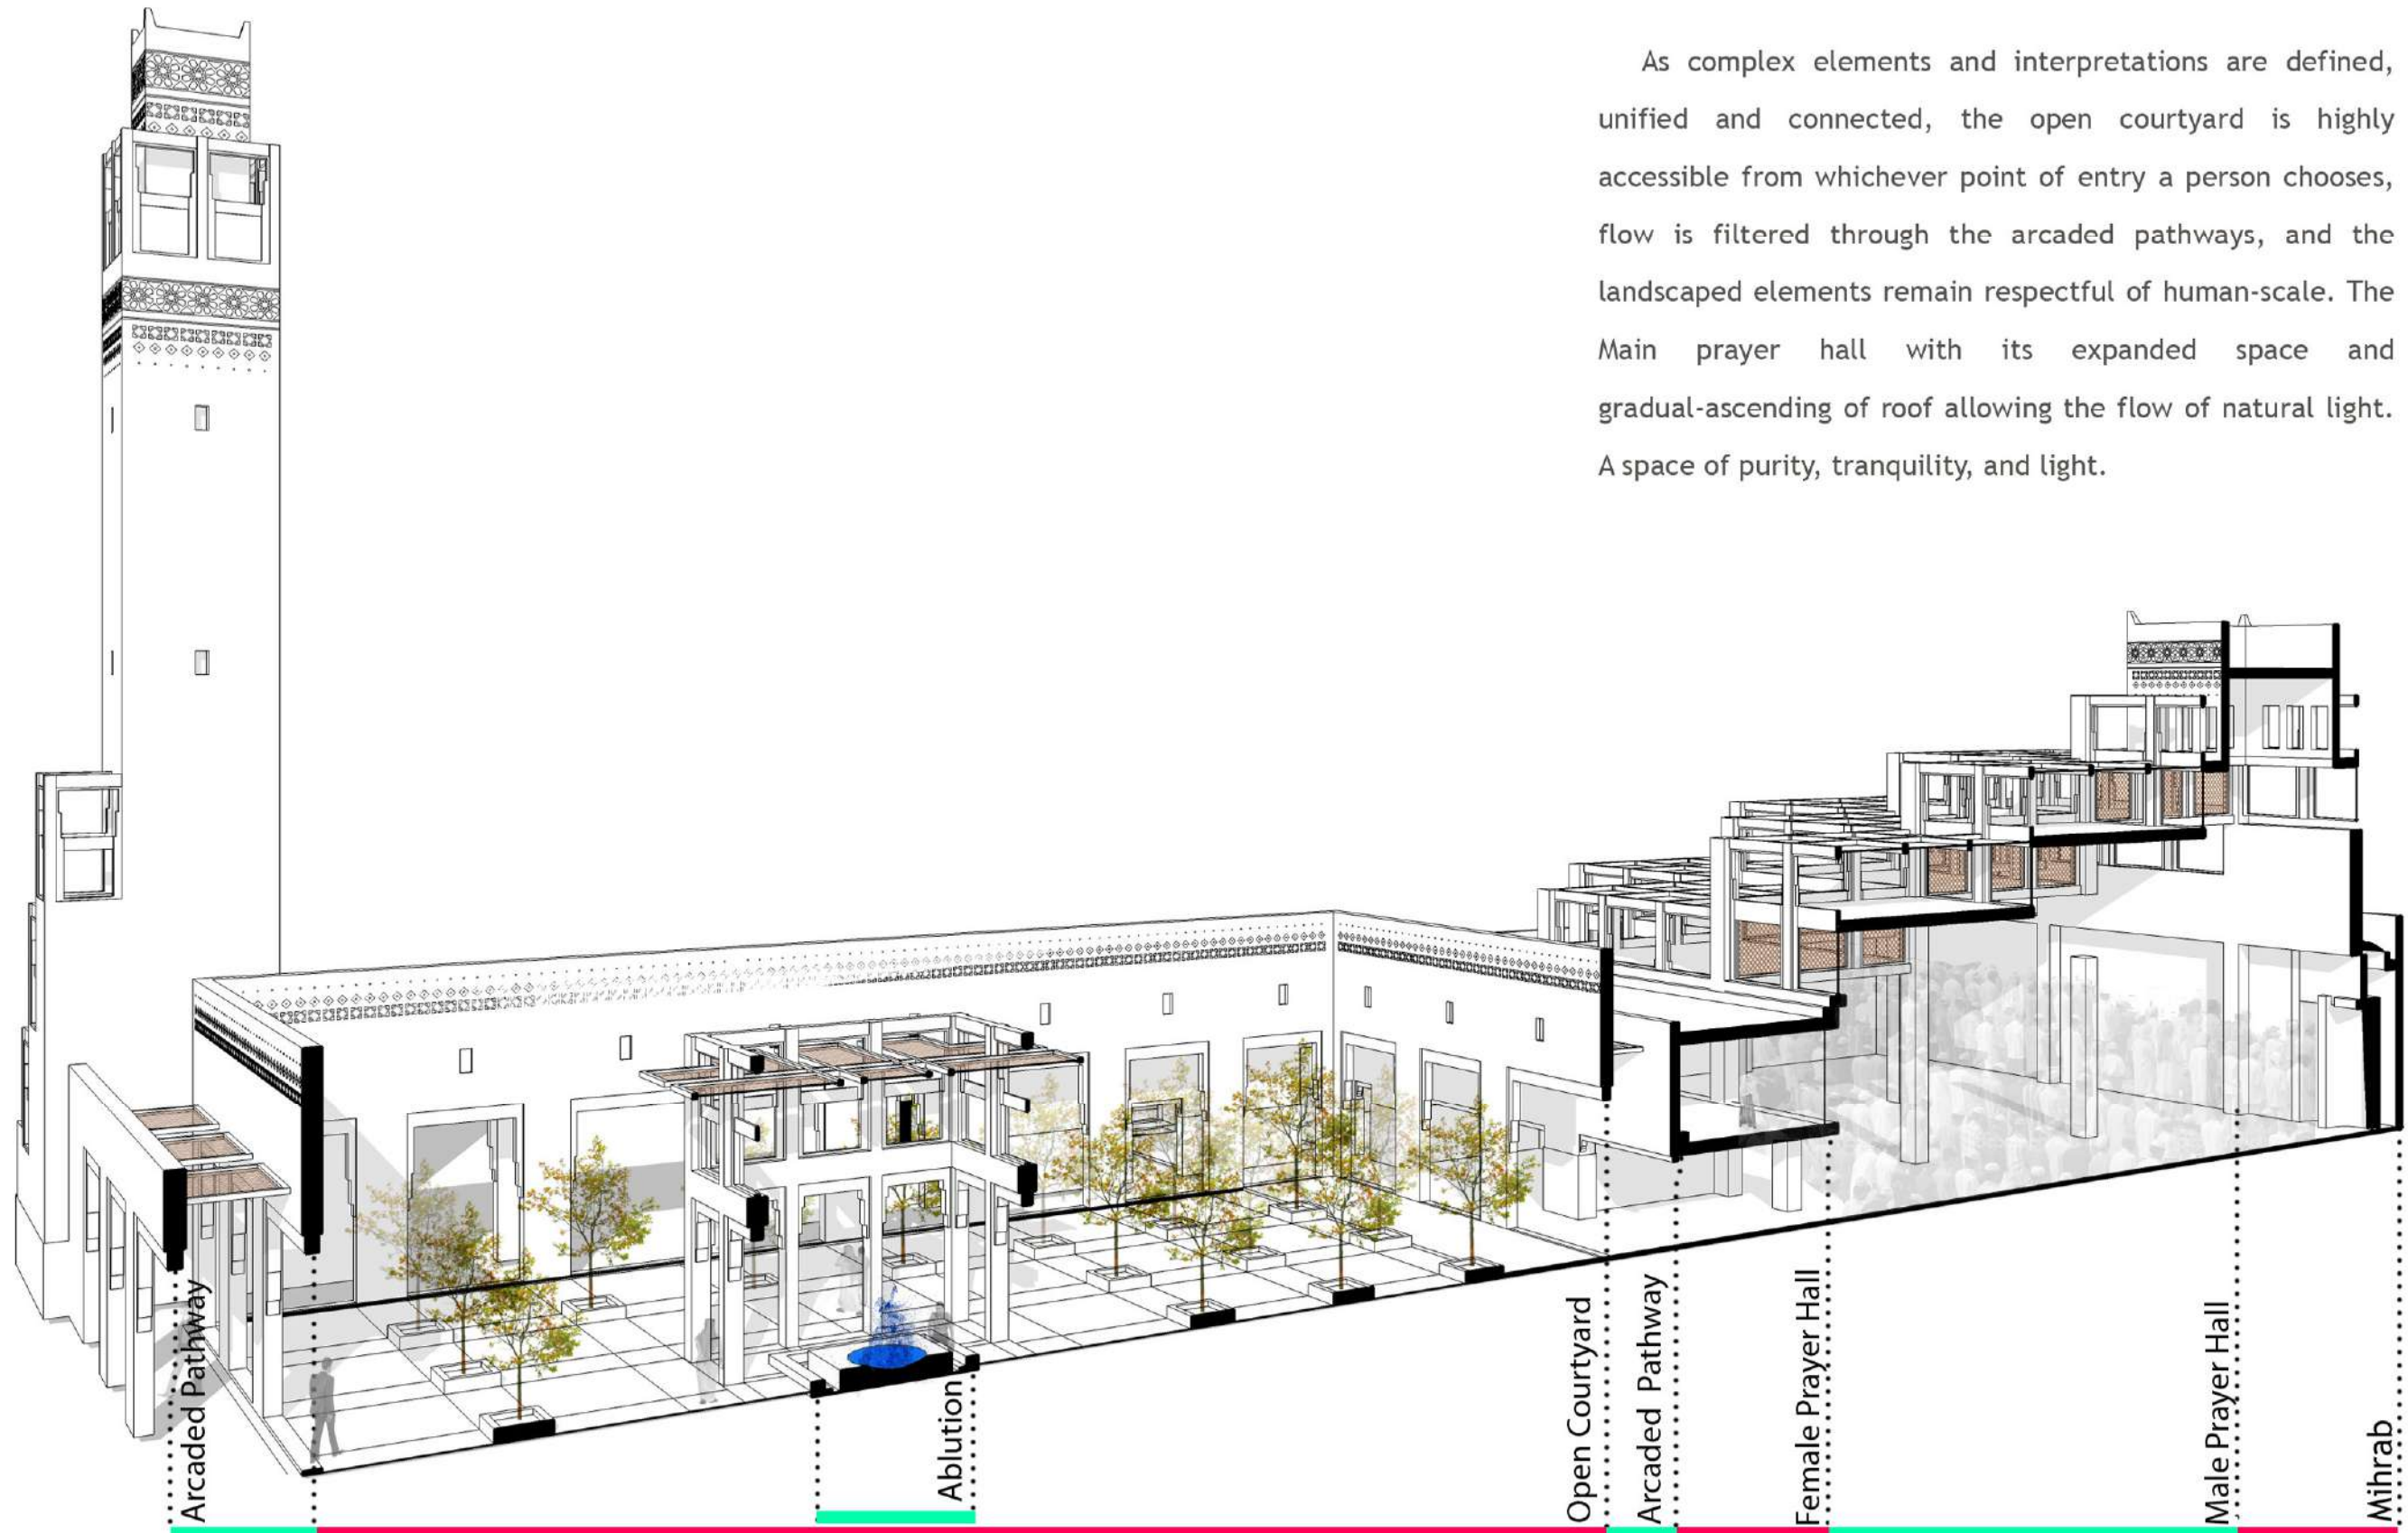 As complex elements and interpretations are defined,
unified and connected, the open courtyard is highly
accessible from whichever point of entry a person chooses,
flow is filtered through the arcaded pathways, and the
landscaped elements remain respectful of human-scale. The
Main prayer hall with its expanded space and
gradual-ascending of roof allowing the flow of natural light.
A space of purity, tranquility, and light.
Arcaded Pathway
Ablution
Open Courtyard
Arcaded Pathway
Female Prayer Hall
Male Prayer Hall
Mihrab